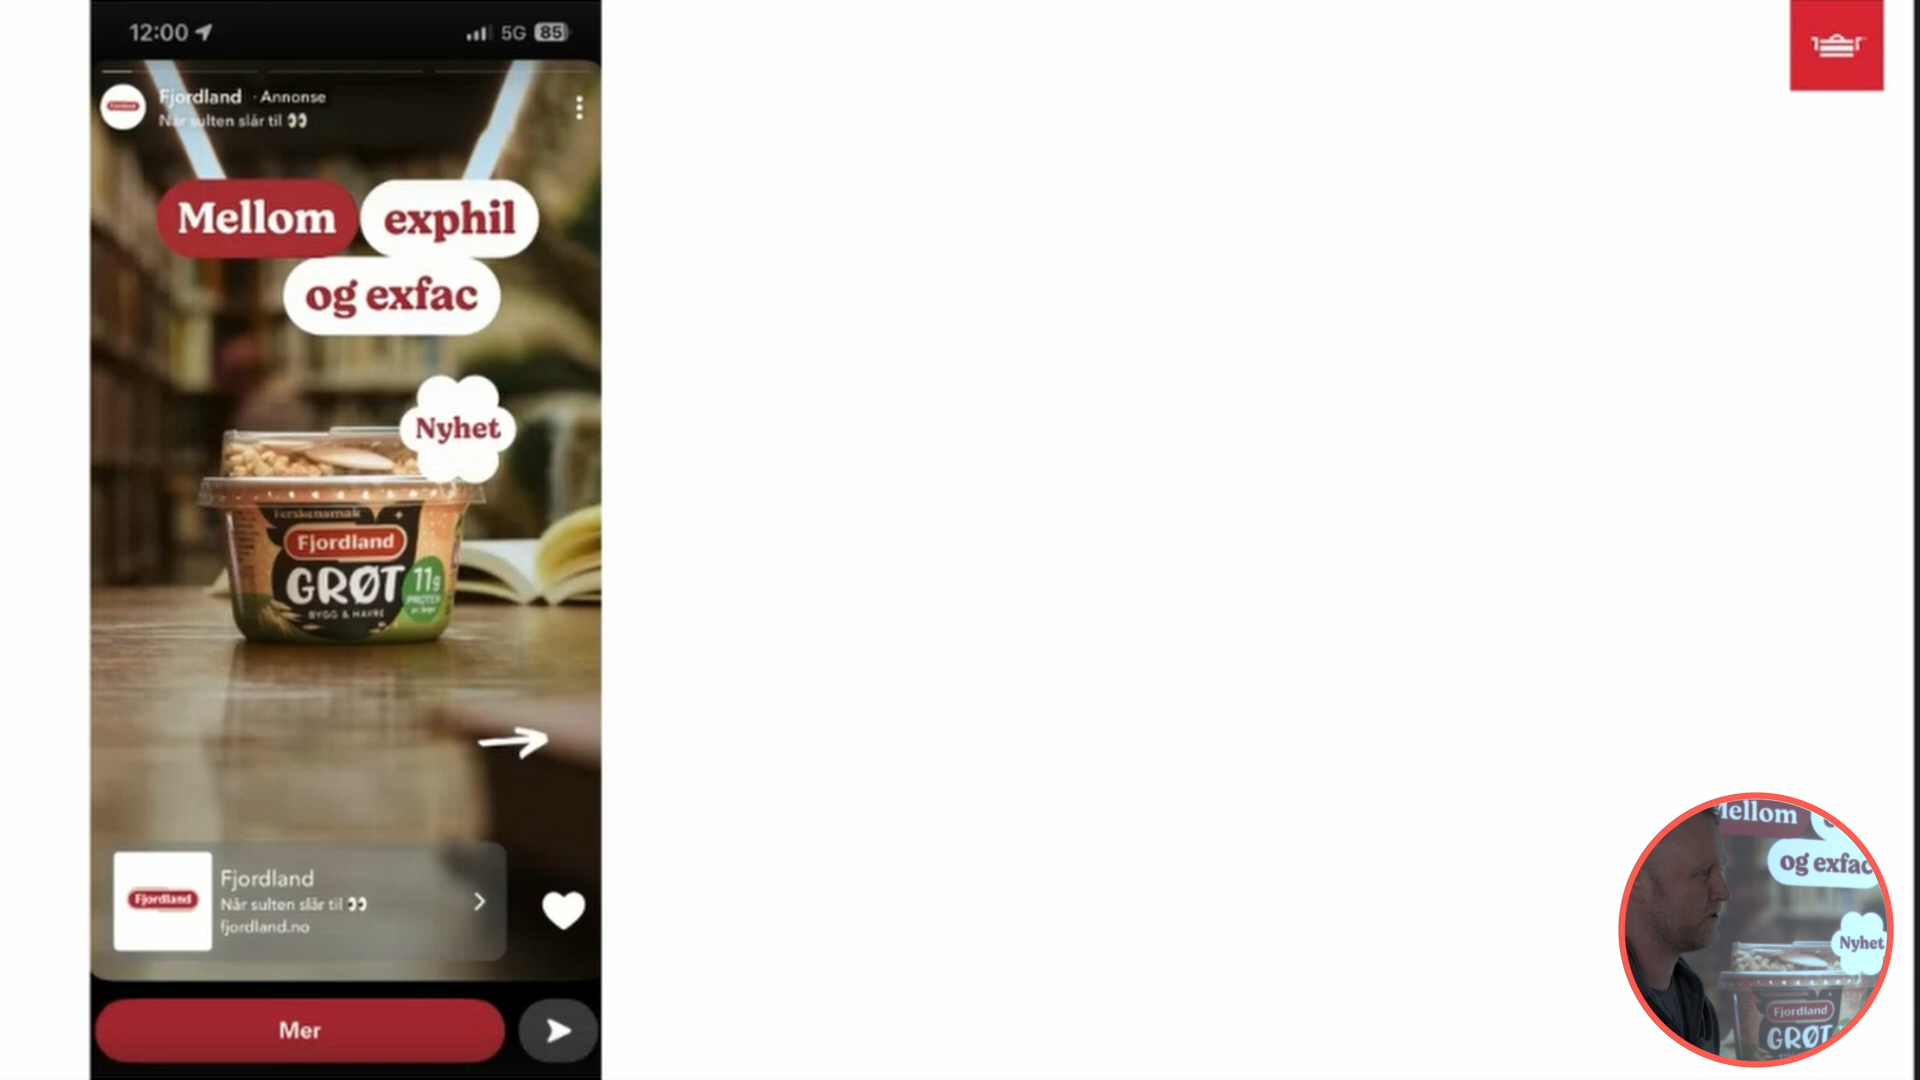 12:00 5G 85
Fjordland · Annonse
Når sulten slår til 👀
Mellom exphil
og exfac
Nyhet
Ferskensmak
Fjordland
GRØT
BYGG & HAVRE
11g
PROTEIN
Fjordland
Fjordland
Når sulten slår til 👀
fjordland.no
Mer
Mellom
og exfac
Nyhet
Fjordland
GRØT